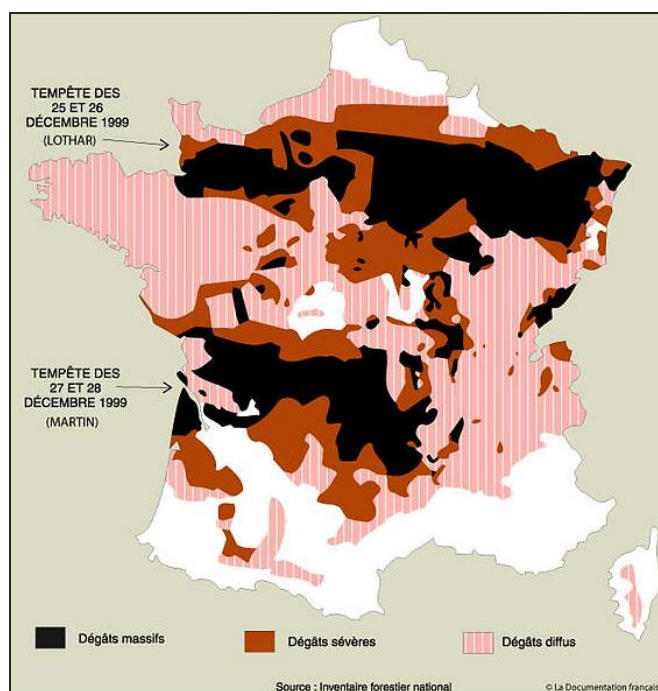 TEMPÊTE DES
25 ET 26
DÉCEMBRE 1999
(LOTHAR)
TEMPÊTE DES
27 ET 28
DÉCEMBRE 1999
(MARTIN)
Dégâts massifs
Dégâts sévères
Dégâts diffus
Source : Inventaire forestier national
© La Documentation français